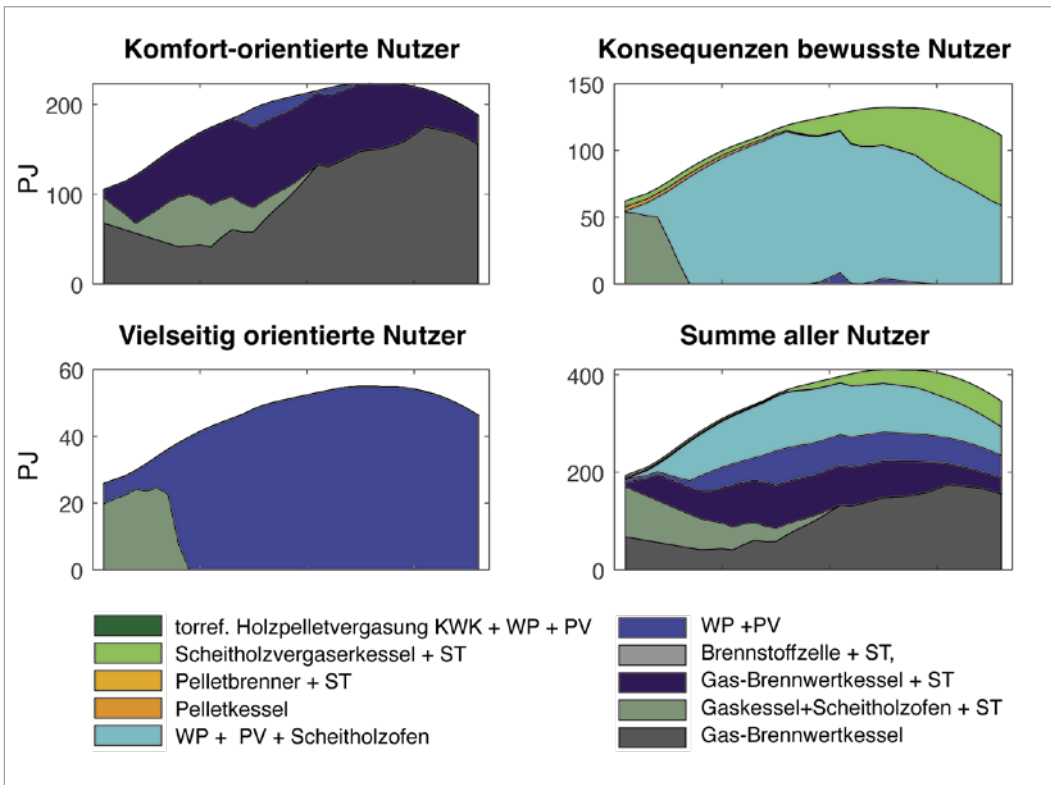 Komfort-orientierte Nutzer
Konsequenzen bewusste Nutzer
200
100
0
PJ
150
100
50
0
Vielseitig orientierte Nutzer
Summe aller Nutzer
60
40
20
0
PJ
400
200
0
torref. Holzpelletvergasung KWK + WP + PV
Scheitholzvergaserkessel + ST
Pelletbrenner + ST
Pelletkessel
WP + PV + Scheitholzofen
WP +PV
Brennstoffzelle + ST,
Gas-Brennwertkessel + ST
Gaskessel+Scheitholzofen + ST
Gas-Brennwertkessel